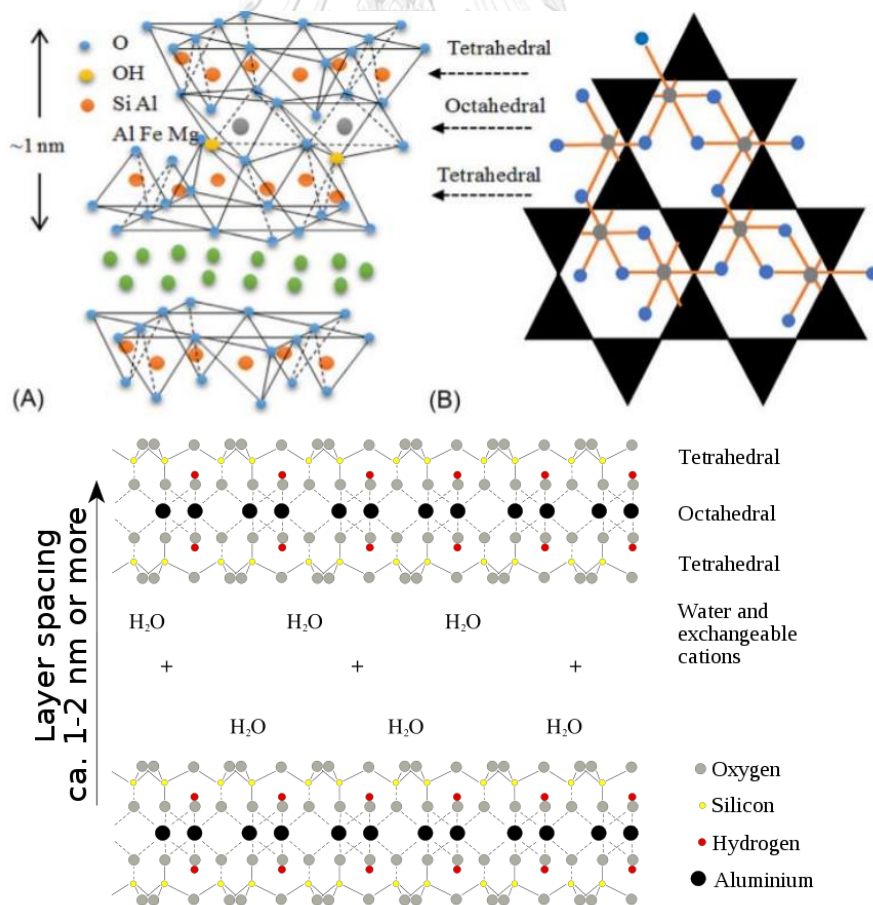 O
OH
Si Al
Al Fe Mg
~1 nm
Tetrahedral
Octahedral
Tetrahedral
(A)
(B)
Tetrahedral
Octahedral
Tetrahedral
Layer spacing
ca. 1-2 nm or more
H₂O H₂O H₂O
Water and
exchangeable
cations
+ + +
H₂O H₂O H₂O
Oxygen
Silicon
Hydrogen
Aluminium